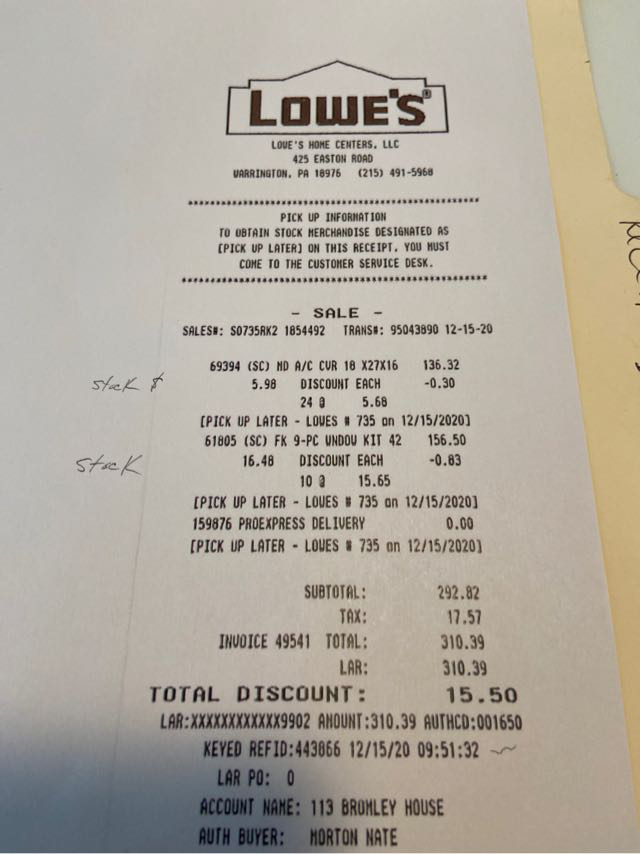 LOWE'S®
LOWE'S HOME CENTERS, LLC
425 EASTON ROAD
WARRINGTON, PA 18976 (215) 491-5968
PICK UP INFORMATION
TO OBTAIN STOCK MERCHANDISE DESIGNATED AS
[PICK UP LATER] ON THIS RECEIPT, YOU MUST
COME TO THE CUSTOMER SERVICE DESK.
- SALE -
SALES#: S0735RK2 1854492 TRANS#: 95043890 12-15-20
69394 (SC) MD A/C CVR 18 X27X16 136.32
stock $ 5.98 DISCOUNT EACH -0.30
24 @ 5.68
[PICK UP LATER - LOWES # 735 on 12/15/2020]
61805 (SC) FK 9-PC WNDOW KIT 42 156.50
stock 16.48 DISCOUNT EACH -0.83
10 @ 15.65
[PICK UP LATER - LOWES # 735 on 12/15/2020]
159876 PROEXPRESS DELIVERY 0.00
[PICK UP LATER - LOWES # 735 on 12/15/2020]
SUBTOTAL: 292.82
TAX: 17.57
INVOICE 49541 TOTAL: 310.39
LAR: 310.39
TOTAL DISCOUNT: 15.50
LAR:XXXXXXXXXXXX9902 AMOUNT:310.39 AUTHCD:001650
KEYED REFID:443866 12/15/20 09:51:32
LAR PO: 0
ACCOUNT NAME: 113 BROMLEY HOUSE
AUTH BUYER: MORTON NATE